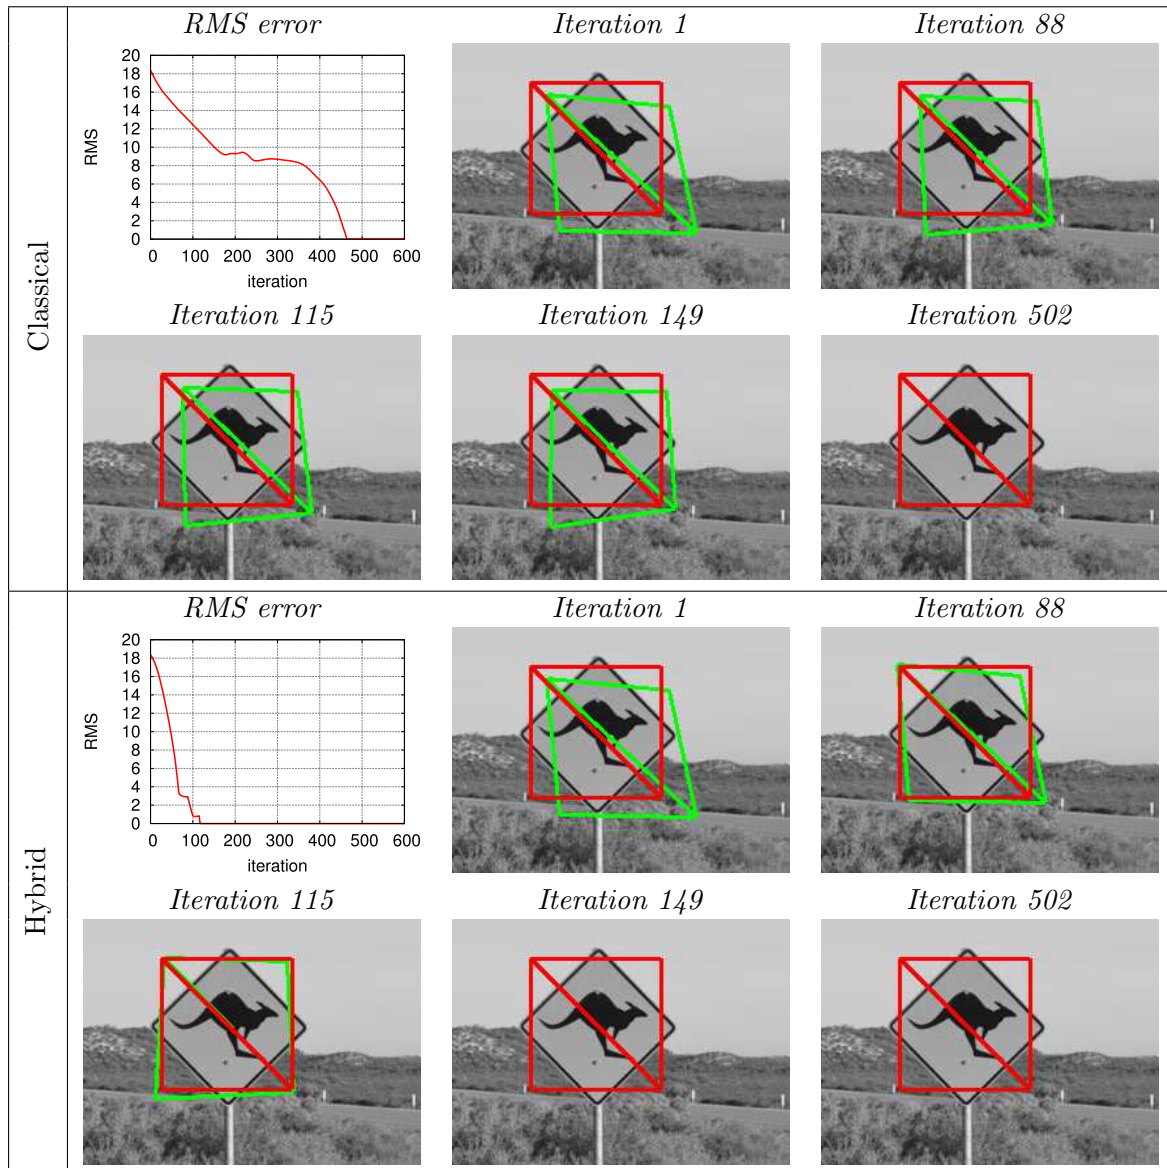 Classical
RMS error
Iteration 1
Iteration 88
20
18
16
14
12
10
8
6
4
2
0
RMS
0 100 200 300 400 500 600
iteration
Iteration 115
Iteration 149
Iteration 502
Hybrid
RMS error
Iteration 1
Iteration 88
20
18
16
14
12
10
8
6
4
2
0
RMS
0 100 200 300 400 500 600
iteration
Iteration 115
Iteration 149
Iteration 502